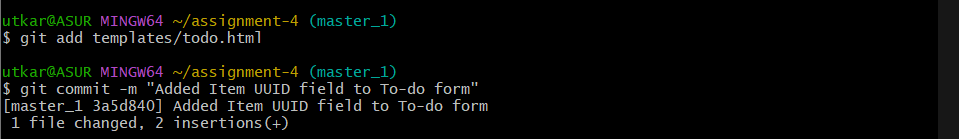 utkar@ASUR MINGW64 ~/assignment-4 (master_1)
$ git add templates/todo.html
utkar@ASUR MINGW64 ~/assignment-4 (master_1)
$ git commit -m "Added Item UUID field to To-do form"
[master_1 3a5d840] Added Item UUID field to To-do form
 1 file changed, 2 insertions(+)